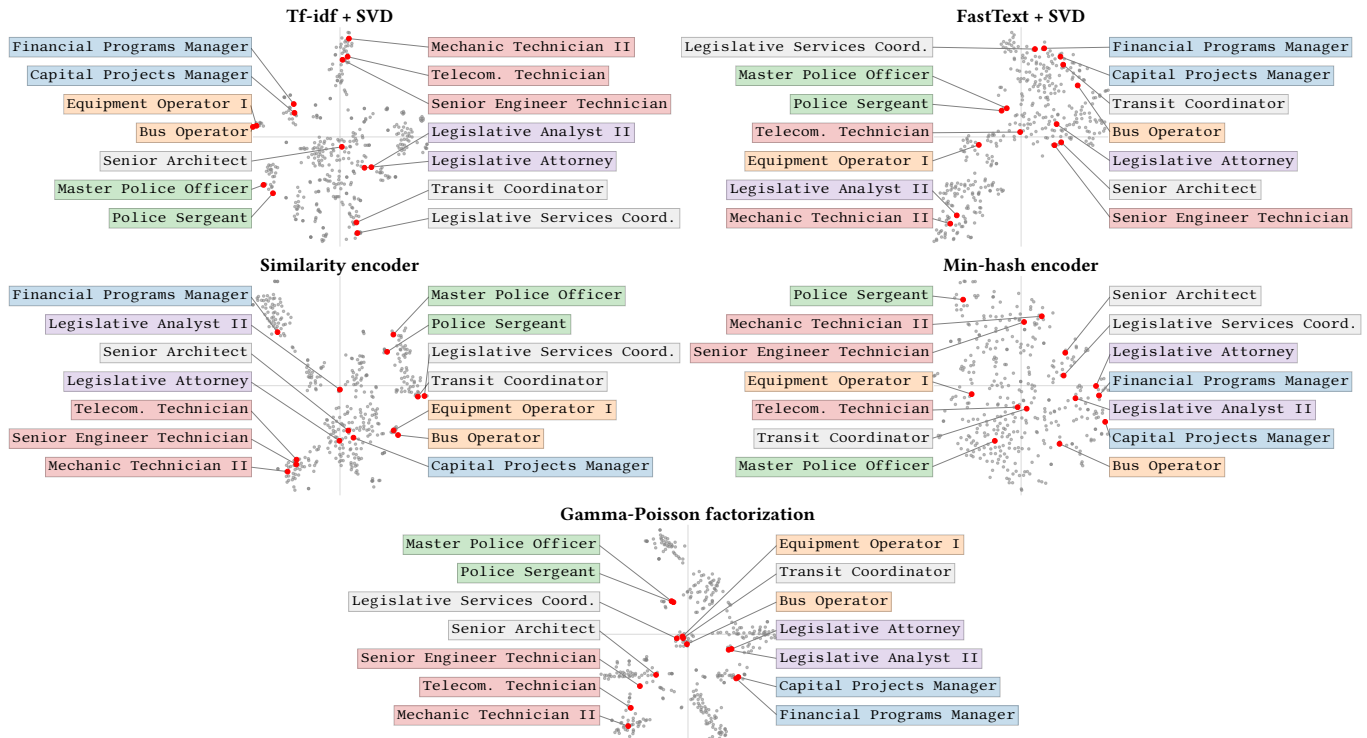 Tf-idf + SVD
Financial Programs Manager
Capital Projects Manager
Equipment Operator I
Bus Operator
Senior Architect
Master Police Officer
Police Sergeant
Mechanic Technician II
Telecom. Technician
Senior Engineer Technician
Legislative Analyst II
Legislative Attorney
Transit Coordinator
Legislative Services Coord.
FastText + SVD
Legislative Services Coord.
Master Police Officer
Police Sergeant
Telecom. Technician
Equipment Operator I
Legislative Analyst II
Mechanic Technician II
Financial Programs Manager
Capital Projects Manager
Transit Coordinator
Bus Operator
Legislative Attorney
Senior Architect
Senior Engineer Technician
Similarity encoder
Financial Programs Manager
Legislative Analyst II
Senior Architect
Legislative Attorney
Telecom. Technician
Senior Engineer Technician
Mechanic Technician II
Master Police Officer
Police Sergeant
Legislative Services Coord.
Transit Coordinator
Equipment Operator I
Bus Operator
Capital Projects Manager
Min-hash encoder
Police Sergeant
Mechanic Technician II
Senior Engineer Technician
Equipment Operator I
Telecom. Technician
Transit Coordinator
Master Police Officer
Senior Architect
Legislative Services Coord.
Legislative Attorney
Financial Programs Manager
Legislative Analyst II
Capital Projects Manager
Bus Operator
Gamma-Poisson factorization
Master Police Officer
Police Sergeant
Legislative Services Coord.
Senior Architect
Senior Engineer Technician
Telecom. Technician
Mechanic Technician II
Equipment Operator I
Transit Coordinator
Bus Operator
Legislative Attorney
Legislative Analyst II
Capital Projects Manager
Financial Programs Manager